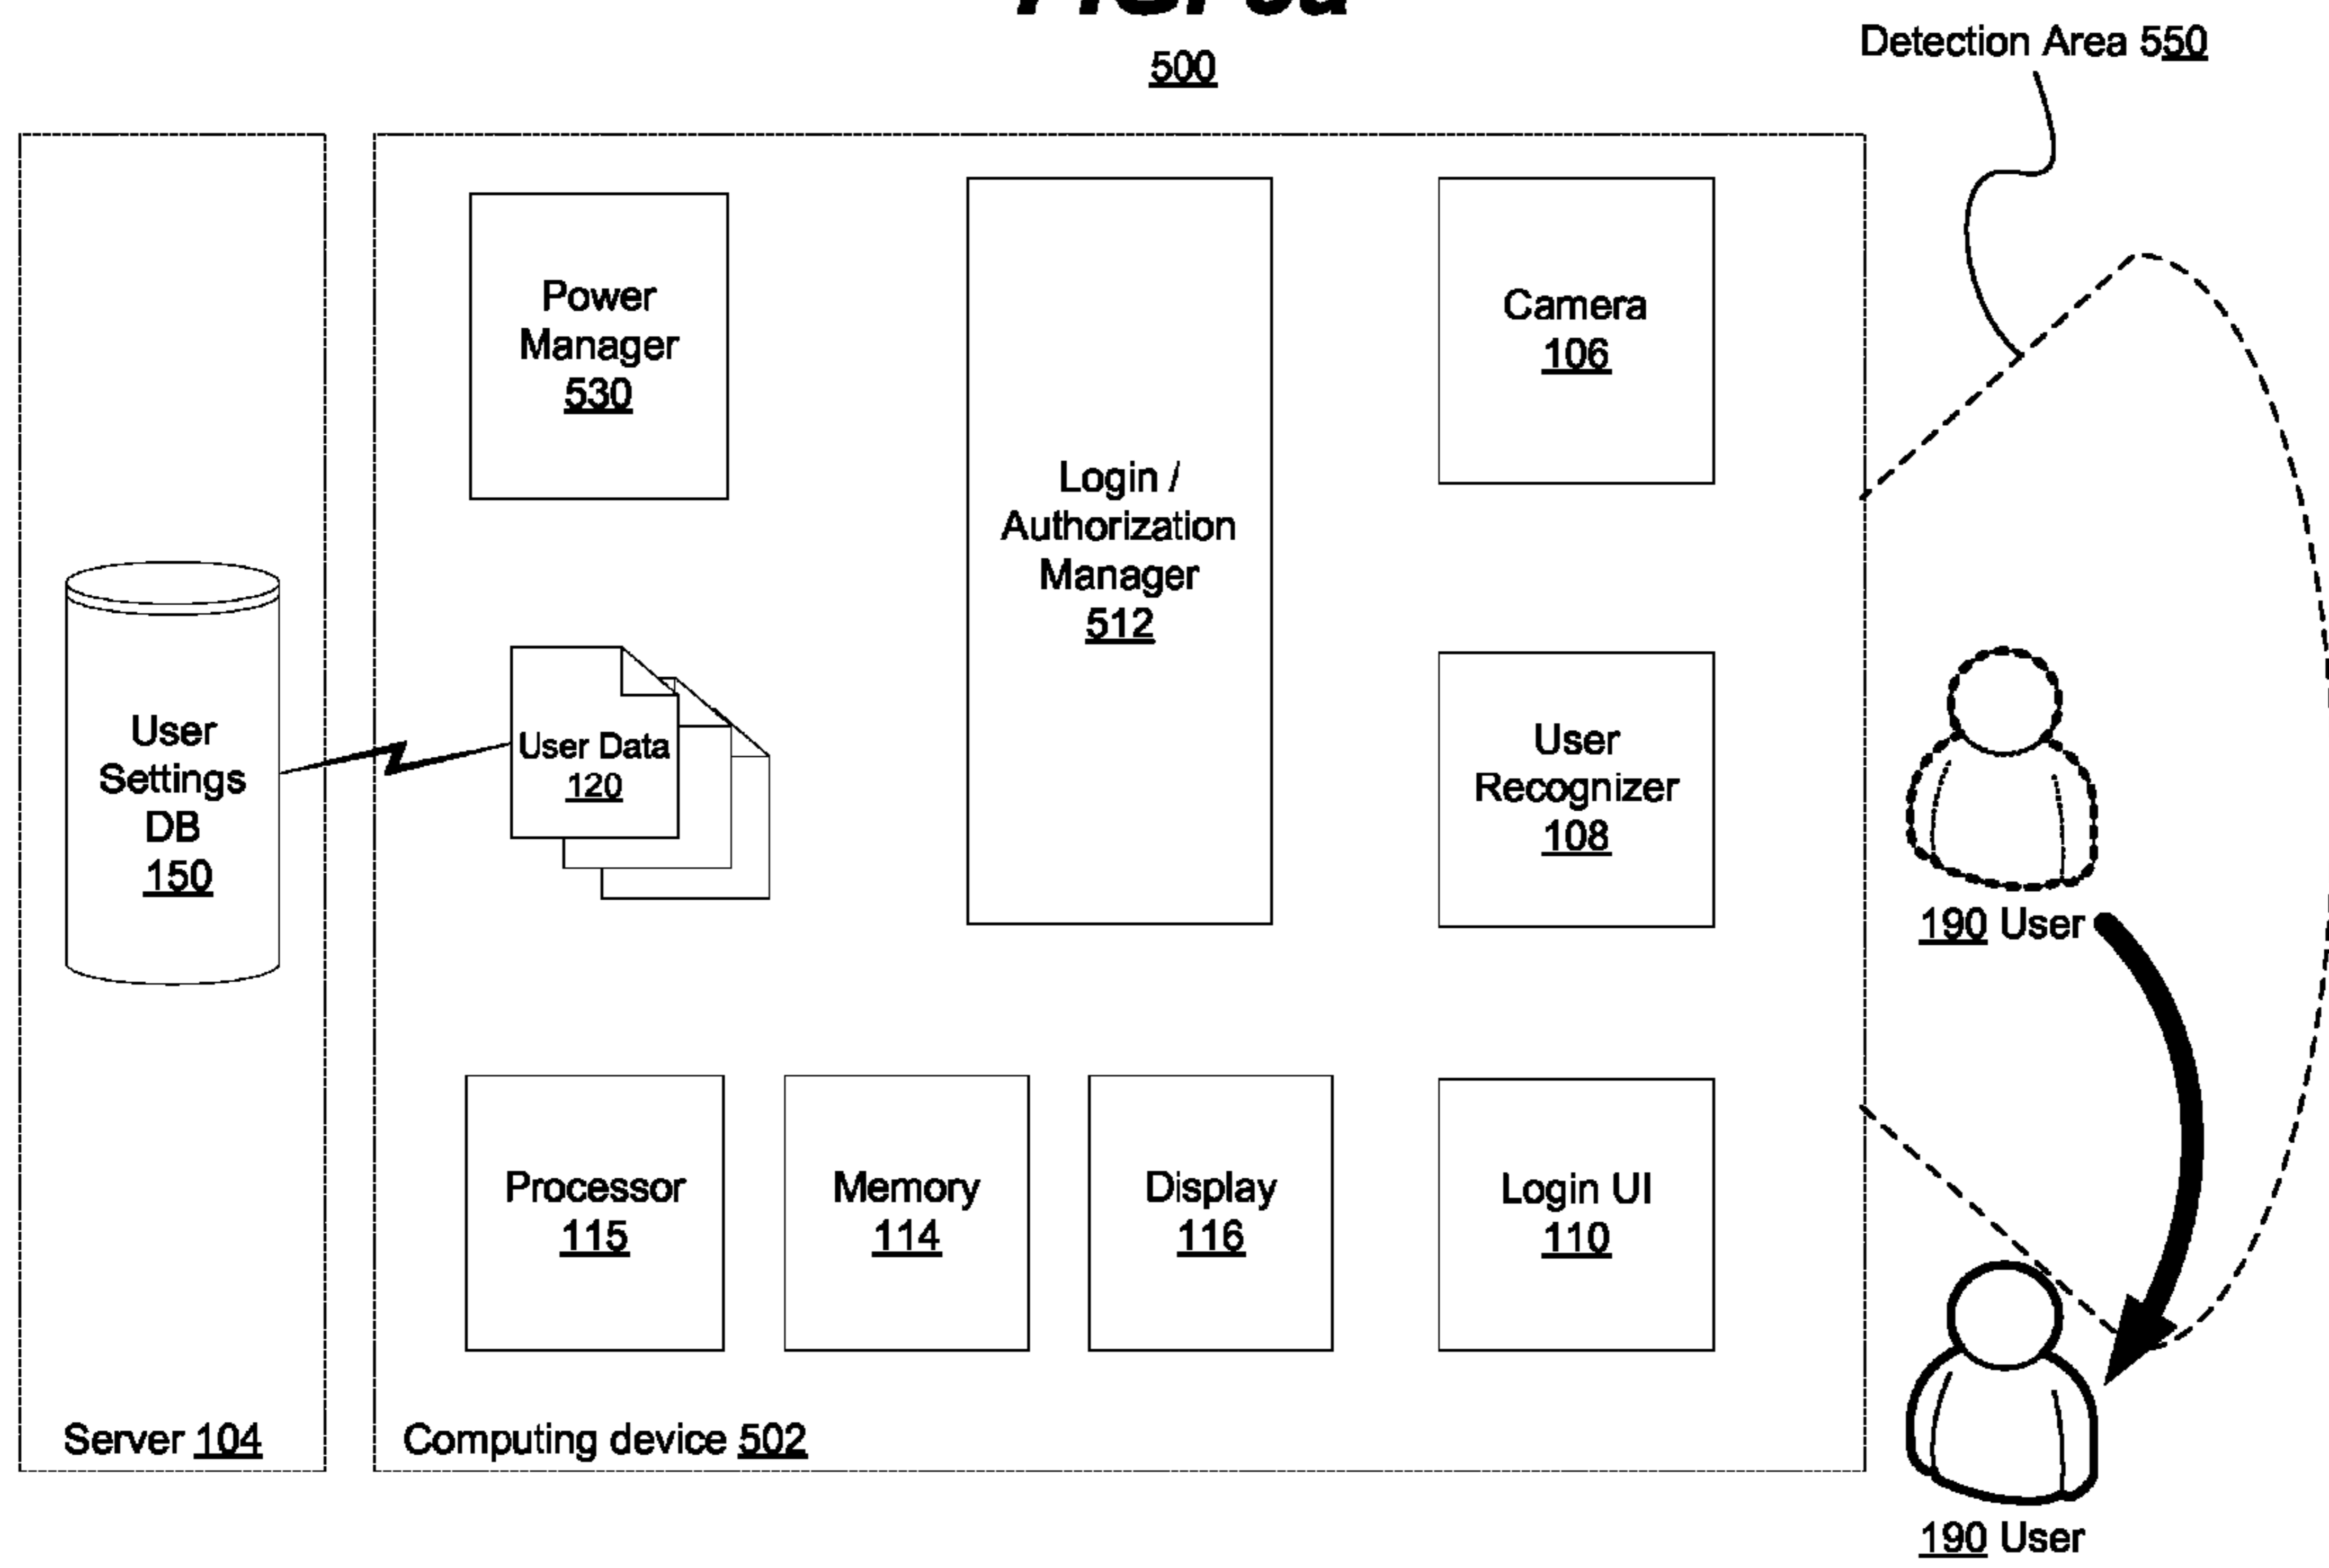 500
Detection Area 550
Power
Manager
530
Login /
Authorization
Manager
512
Camera
106
User
Settings
DB
150
User Data
120
User
Recognizer
108
190 User
Processor
115
Memory
114
Display
116
Login UI
110
Server 104
Computing device 502
190 User